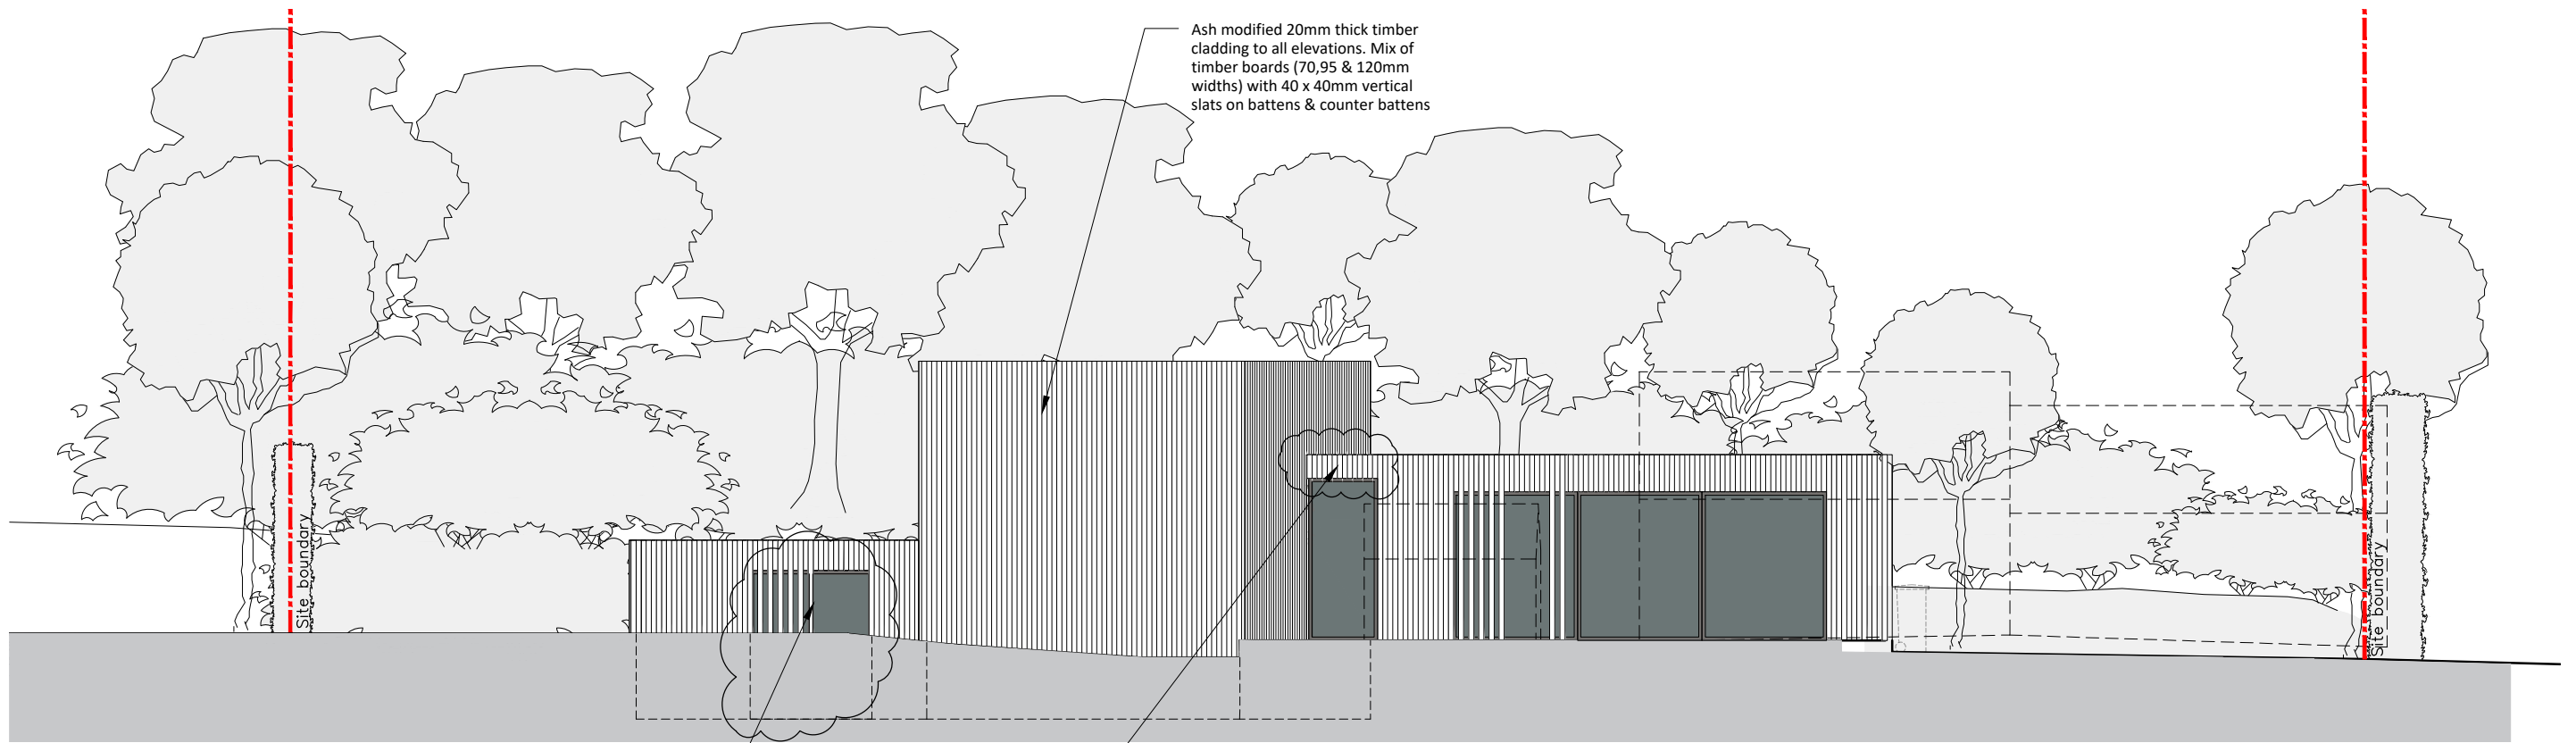 Ash modified 20mm thick timber
cladding to all elevations. Mix of
timber boards (70,95 & 120mm
widths) with 40 x 40mm vertical
slats on battens & counter battens
Site boundary
Site boundary